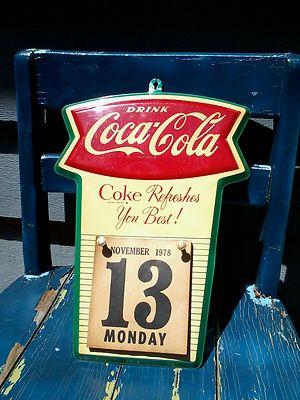 DRINK
Coca-Cola
Coke Refreshes
You Best!
NOVEMBER 1978
13
MONDAY